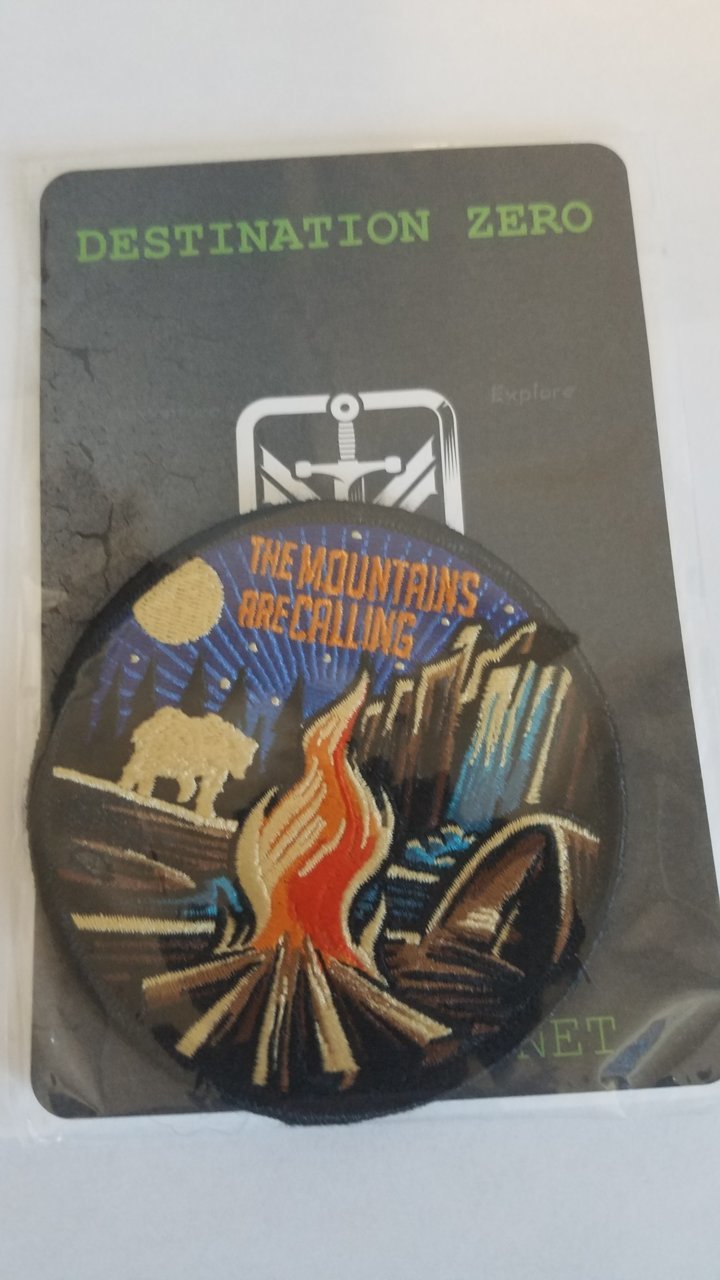 DESTINATION ZERO
Explore
THE MOUNTAINS
ARE CALLING
NET